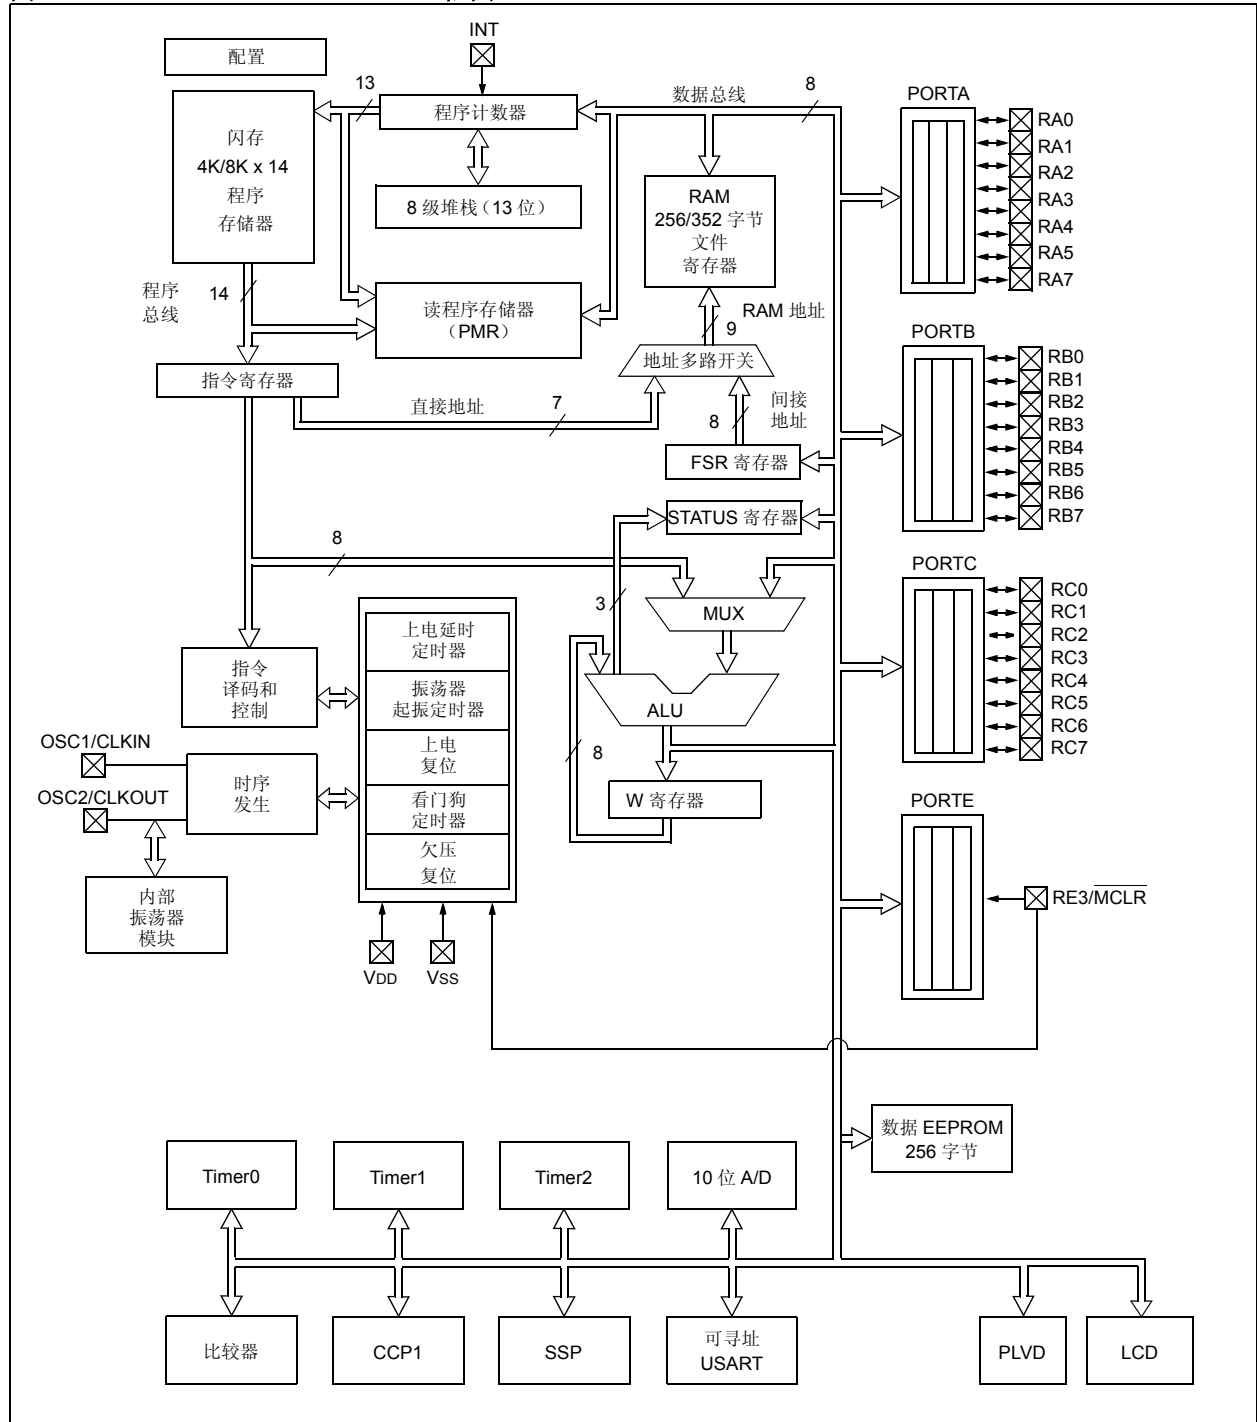 INT
配置
13
数据总线
8
PORTA
闪存
4K/8K x 14
程序
存储器
程序计数器
8 级堆栈（13 位）
RAM
256/352 字节
文件
寄存器
RA0
RA1
RA2
RA3
RA4
RA5
RA7
程序
总线
14
读程序存储器
（PMR）
9
RAM 地址
地址多路开关
PORTB
RB0
RB1
RB2
RB3
RB4
RB5
RB6
RB7
指令寄存器
直接地址
7
8
间接
地址
FSR 寄存器
STATUS 寄存器
8
3
MUX
ALU
8
W 寄存器
PORTC
RC0
RC1
RC2
RC3
RC4
RC5
RC6
RC7
指令
译码和
控制
上电延时
定时器
振荡器
起振定时器
上电
复位
看门狗
定时器
欠压
复位
OSC1/CLKIN
OSC2/CLKOUT
时序
发生
内部
振荡器
模块
VDD
VSS
PORTE
RE3/MCLR
数据 EEPROM
256 字节
Timer0
Timer1
Timer2
10 位 A/D
比较器
CCP1
SSP
可寻址
USART
PLVD
LCD